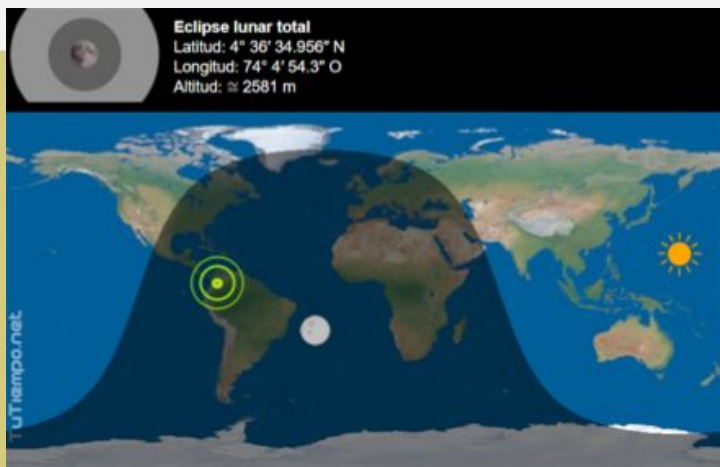 Eclipse lunar total
Latitud: 4° 36′ 34.956″ N
Longitud: 74° 4′ 54.3″ O
Altitud: ≅ 2581 m
TuTiempo.net